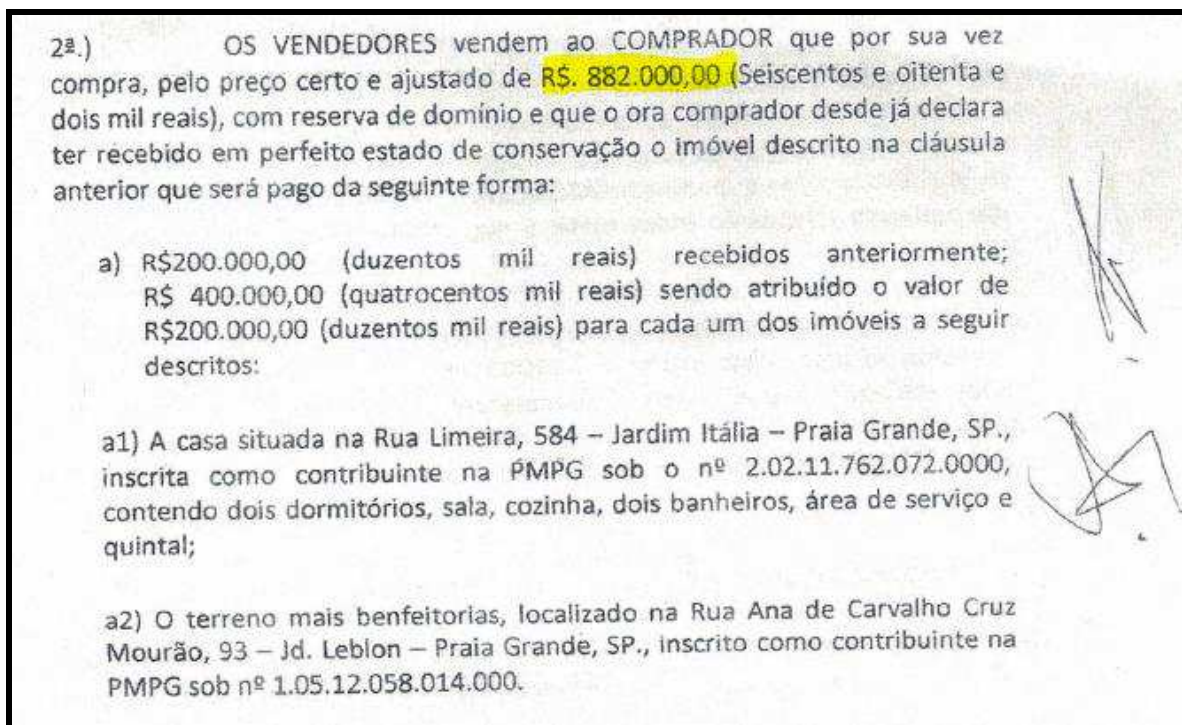 2ª.) OS VENDEDORES vendem ao COMPRADOR que por sua vez
compra, pelo preço certo e ajustado de R$. 882.000,00 (Seiscentos e oitenta e
dois mil reais), com reserva de domínio e que o ora comprador desde já declara
ter recebido em perfeito estado de conservação o imóvel descrito na cláusula
anterior que será pago da seguinte forma:
a) R$200.000,00 (duzentos mil reais) recebidos anteriormente;
R$ 400.000,00 (quatrocentos mil reais) sendo atribuído o valor de
R$200.000,00 (duzentos mil reais) para cada um dos imóveis a seguir
descritos:
a1) A casa situada na Rua Limeira, 584 – Jardim Itália – Praia Grande, SP.,
inscrita como contribuinte na PMPG sob o nº 2.02.11.762.072.0000,
contendo dois dormitórios, sala, cozinha, dois banheiros, área de serviço e
quintal;
a2) O terreno mais benfeitorias, localizado na Rua Ana de Carvalho Cruz
Mourão, 93 – Jd. Leblon – Praia Grande, SP., inscrito como contribuinte na
PMPG sob nº 1.05.12.058.014.000.